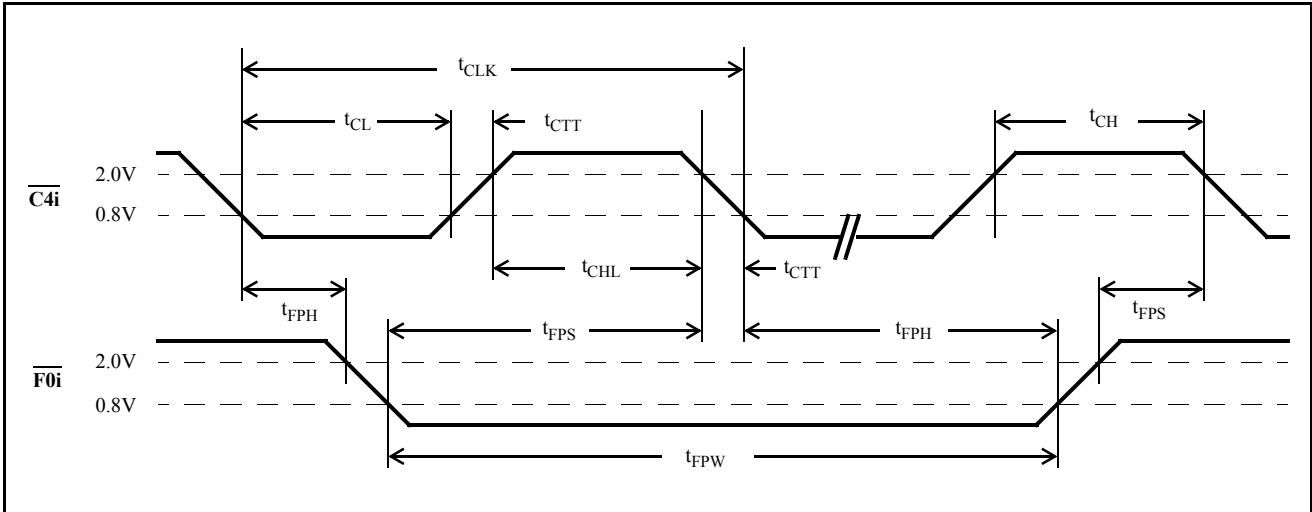 tCLK
tCL
tCTT
tCH
C4i
2.0V
0.8V
tCHL
tCTT
tFPH
tFPS
tFPH
tFPS
F0i
2.0V
0.8V
tFPW